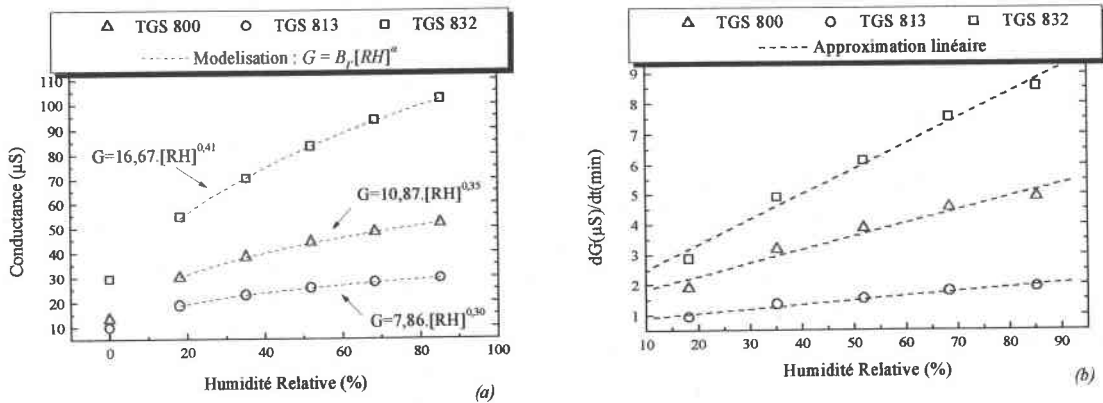 TGS 800 TGS 813 TGS 832
Modelisation : G = B_r.[RH]^α
110
100
90
80
70
60
50
40
30
20
10
Conductance (µS)
G=16,67.[RH]^0,41
G=10,87.[RH]^0,35
G=7,86.[RH]^0,30
0 20 40 60 80 100
Humidité Relative (%)
(a)
TGS 800 TGS 813 TGS 832
Approximation linéaire
9
8
7
6
5
4
3
2
1
dG(µS)/dt(min)
10 20 30 40 50 60 70 80 90
Humidité Relative (%)
(b)